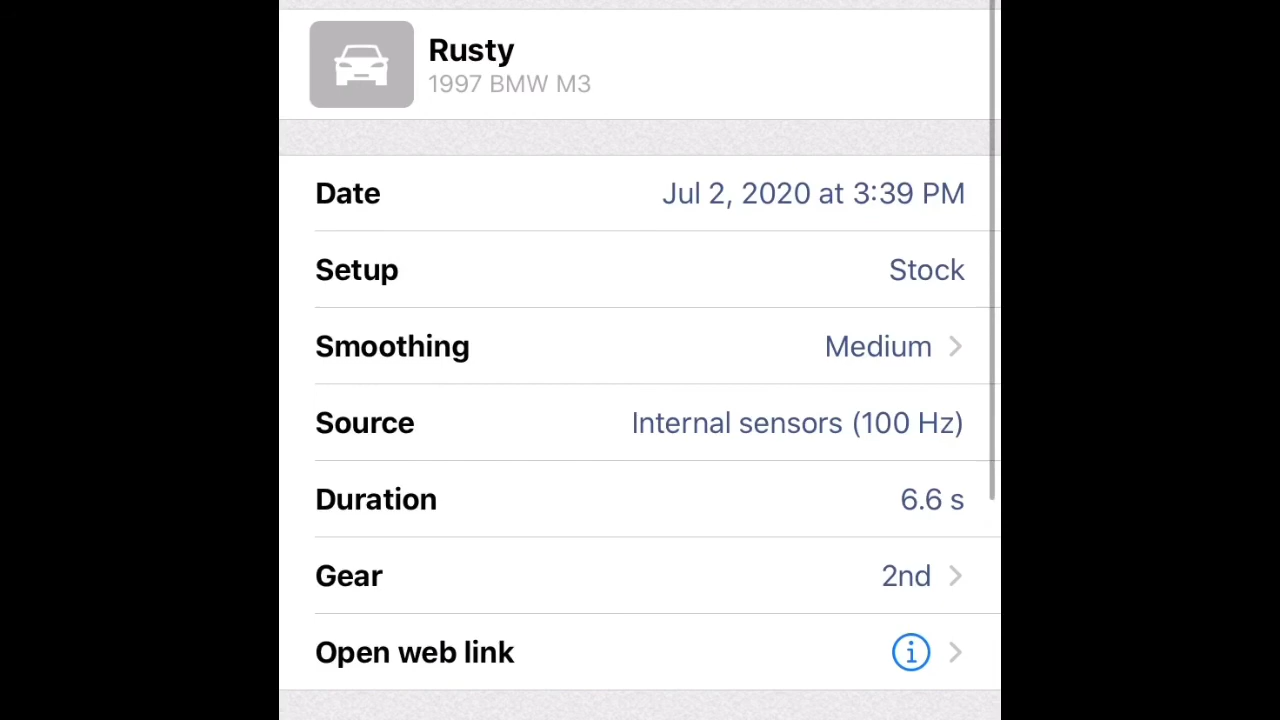 Rusty
1997 BMW M3
Date Jul 2, 2020 at 3:39 PM
Setup Stock
Smoothing Medium
Source Internal sensors (100 Hz)
Duration 6.6 s
Gear 2nd
Open web link